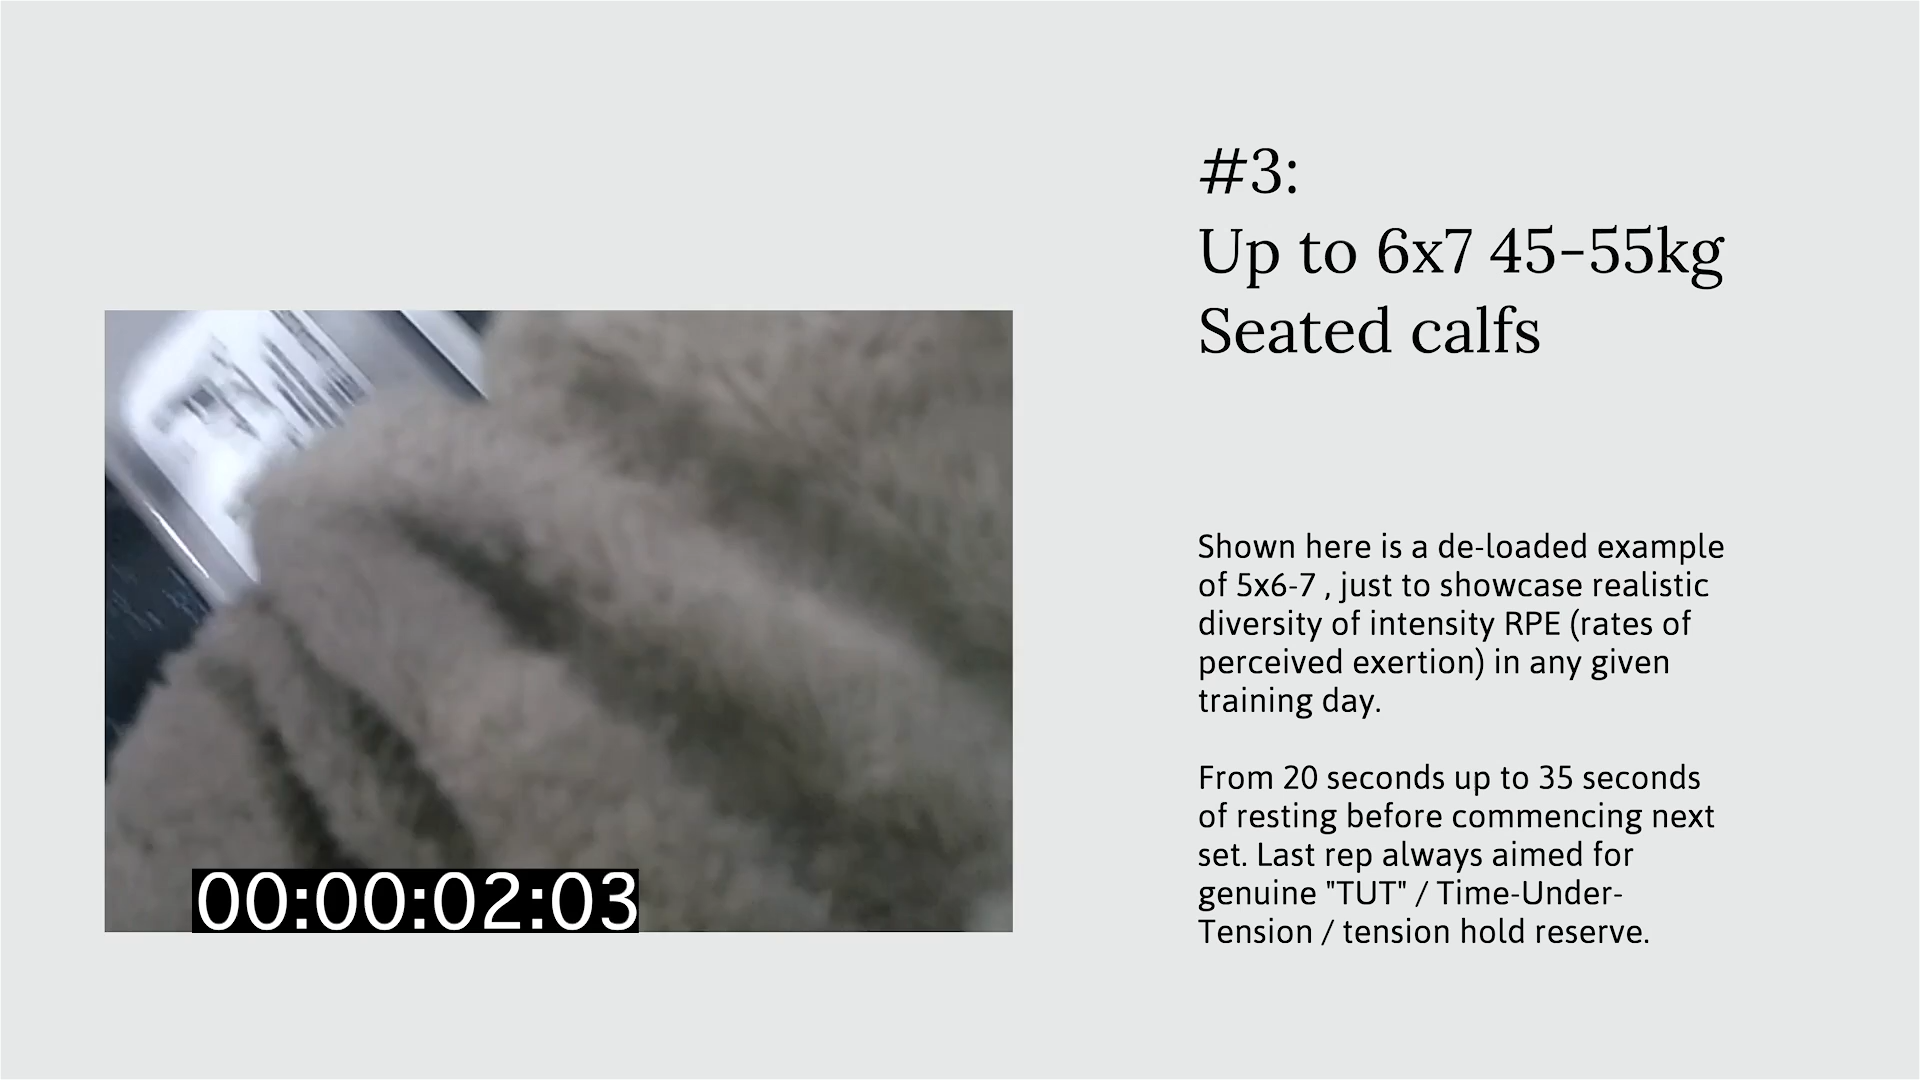 #3:
Up to 6x7 45-55kg
Seated calfs
Shown here is a de-loaded example
of 5x6-7 , just to showcase realistic
diversity of intensity RPE (rates of
perceived exertion) in any given
training day.
From 20 seconds up to 35 seconds
of resting before commencing next
set. Last rep always aimed for
genuine "TUT" / Time-Under-
Tension / tension hold reserve.
00:00:02:03